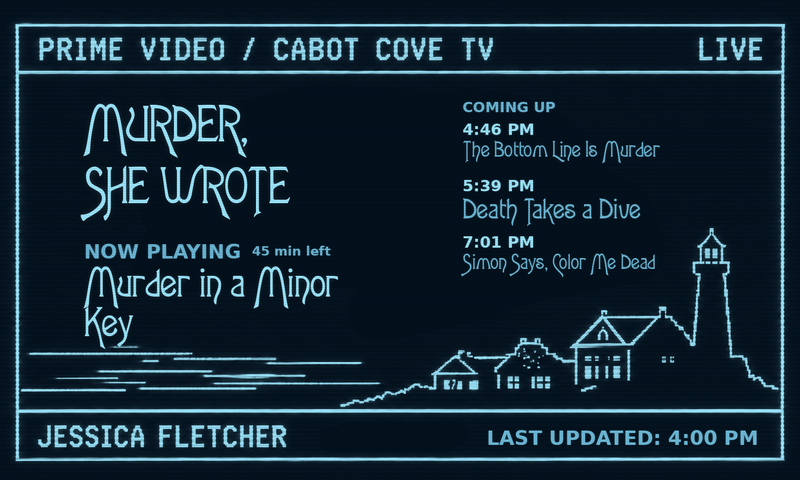 PRIME VIDEO / CABOT COVE TV
LIVE
MURDER,
SHE WROTE
NOW PLAYING 45 min left
Murder in a Minor
Key
COMING UP
4:46 PM
The Bottom Line Is Murder
5:39 PM
Death Takes a Dive
7:01 PM
Simon Says, Color Me Dead
JESSICA FLETCHER
LAST UPDATED: 4:00 PM